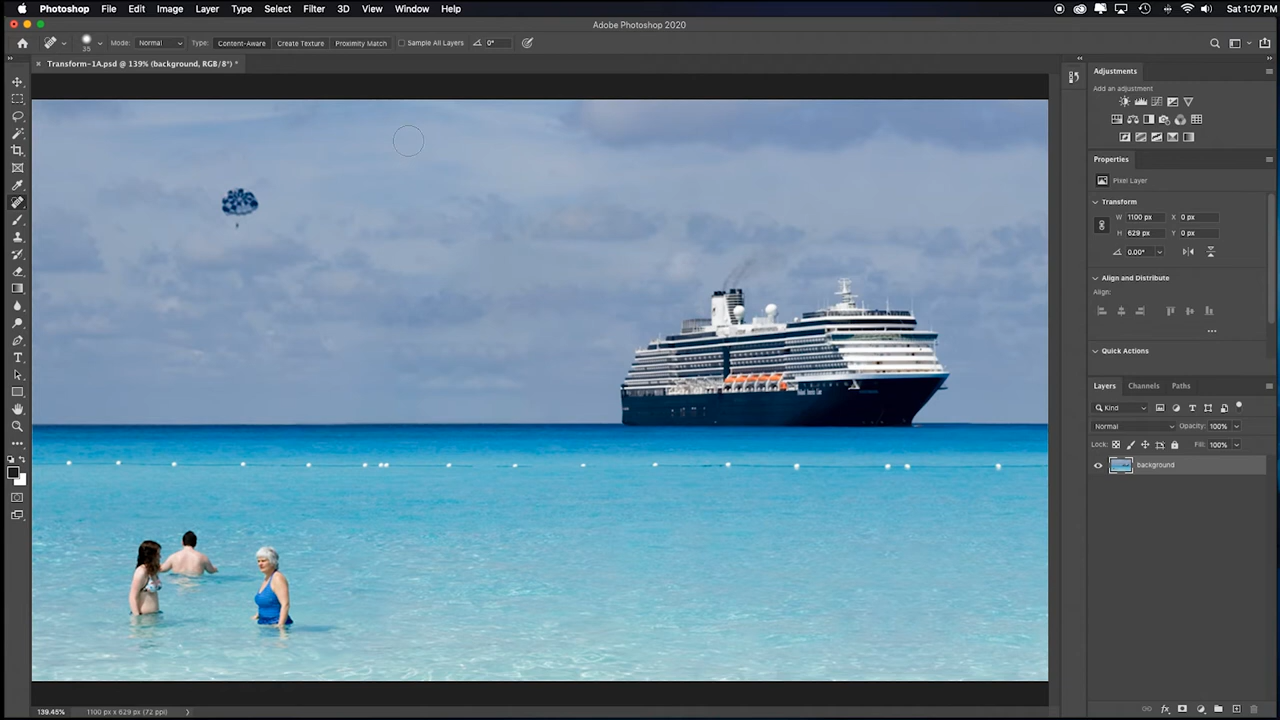 Photoshop File Edit Image Layer Type Select Filter 3D View Window Help Sat 1:07 PM
Adobe Photoshop 2020
35 Mode: Normal Type: Content-Aware Create Texture Proximity Match Sample All Layers 0°
Transform-1A.psd @ 139% (background, RGB/8*) *
Adjustments
Add an adjustment
Properties
Pixel Layer
Transform
W 1100 px X 0 px
H 629 px Y 0 px
0.00°
Align and Distribute
Align:
Quick Actions
Layers Channels Paths
Kind
Normal Opacity: 100%
Lock: Fill: 100%
background
139.45% 1100 px x 629 px (72 ppi)